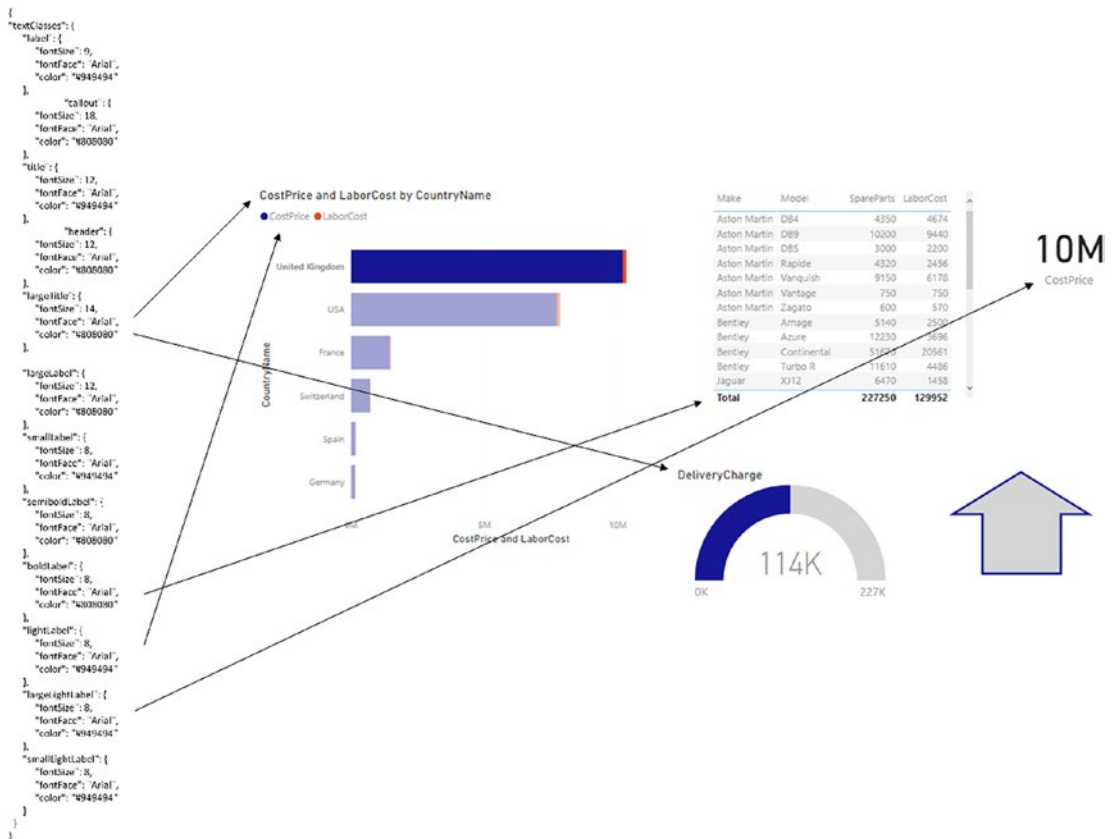 {
"textClasses": {
"label": {
"fontSize": 9,
"fontFace": "Arial",
"color": "#949494"
},
"callout": {
"fontSize": 18,
"fontFace": "Arial",
"color": "#808080"
},
"title": {
"fontSize": 12,
"fontFace": "Arial",
"color": "#949494"
},
"header": {
"fontSize": 12,
"fontFace": "Arial",
"color": "#808080"
},
"largeTitle": {
"fontSize": 14,
"fontFace": "Arial",
"color": "#808080"
},
"largeLabel": {
"fontSize": 12,
"fontFace": "Arial",
"color": "#808080"
},
"smallLabel": {
"fontSize": 8,
"fontFace": "Arial",
"color": "#949494"
},
"semiboldLabel": {
"fontSize": 8,
"fontFace": "Arial",
"color": "#808080"
},
"boldLabel": {
"fontSize": 8,
"fontFace": "Arial",
"color": "#808080"
},
"lightLabel": {
"fontSize": 8,
"fontFace": "Arial",
"color": "#949494"
},
"largeLightLabel": {
"fontSize": 8,
"fontFace": "Arial",
"color": "#949494"
},
"smallLightLabel": {
"fontSize": 8,
"fontFace": "Arial",
"color": "#949494"
}
}
}
CostPrice and LaborCost by CountryName
CostPrice LaborCost
CountryName
United Kingdom
USA
France
Switzerland
Spain
Germany
0M 5M 10M
CostPrice and LaborCost
Make Model SpareParts LaborCost
Aston Martin DB4 4350 4674
Aston Martin DB9 10200 9440
Aston Martin DBS 3000 2200
Aston Martin Rapide 4320 2456
Aston Martin Vanquish 9150 6178
Aston Martin Vantage 750 750
Aston Martin Zagato 600 570
Bentley Arnage 5140 2500
Bentley Azure 12230 3696
Bentley Continental 20561
Bentley Turbo R 11610 4486
Jaguar XJ12 6470 1458
Total 227250 129952
10M
CostPrice
DeliveryCharge
114K
0K 227K